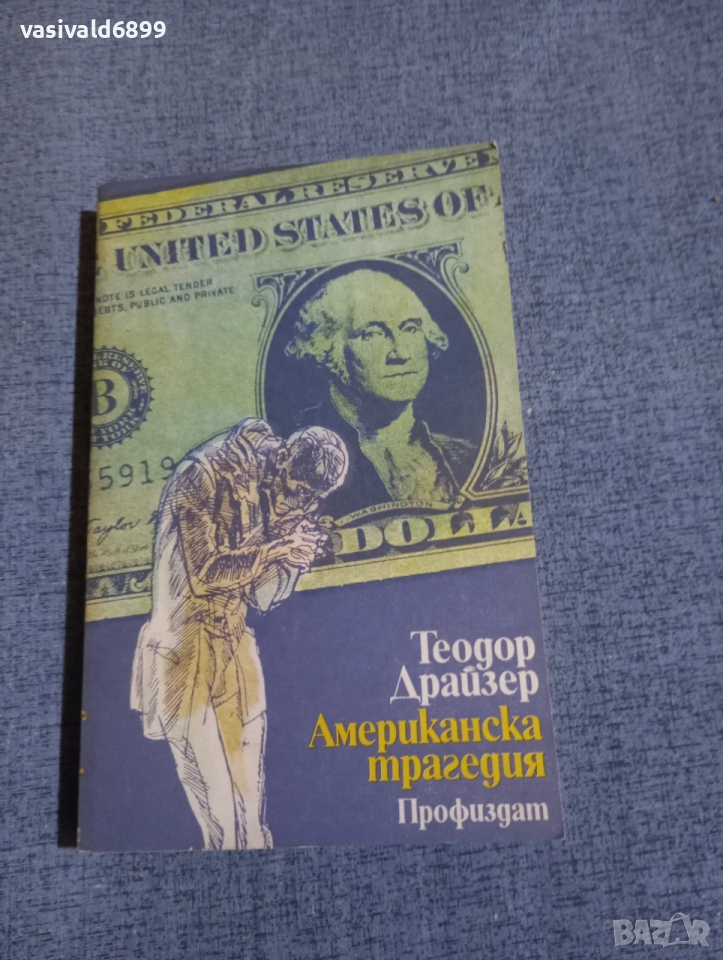 vasivald6899
FEDERAL RESERVE
UNITED STATES OF
NOTE IS LEGAL TENDER
DEBTS, PUBLIC AND PRIVATE
B
5919
Taylor
WASHINGTON
DOLLA
Теодор
Драйзер
Американска
трагедия
Профиздат
BAZAR